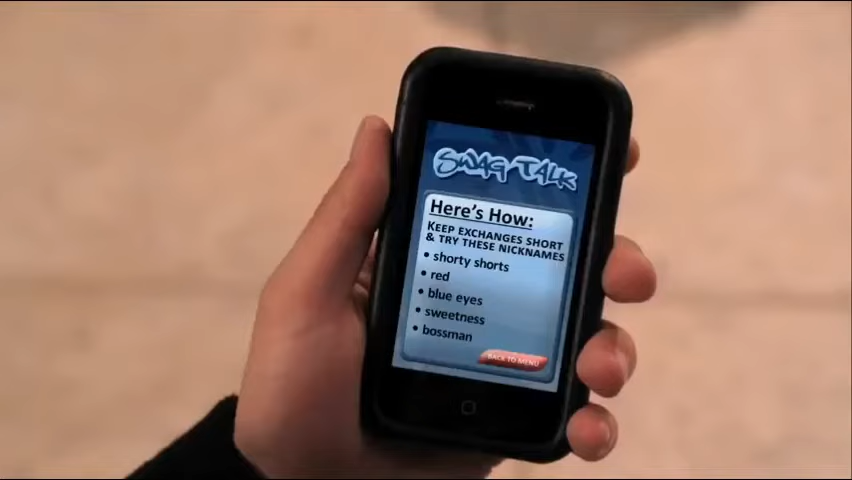 SWAG TALK
Here's How:
KEEP EXCHANGES SHORT
& TRY THESE NICKNAMES
• shorty shorts
• red
• blue eyes
• sweetness
• bossman
BACK TO MENU